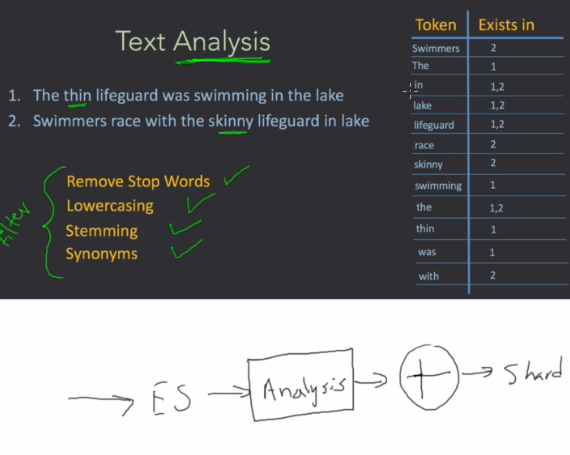 Text Analysis
1. The thin lifeguard was swimming in the lake
2. Swimmers race with the skinny lifeguard in lake
filter
Remove Stop Words
Lowercasing
Stemming
Synonyms
Token Exists in
Swimmers 2
The 1
in 1,2
lake 1,2
lifeguard 1,2
race 2
skinny 2
swimming 1
the 1,2
thin 1
was 1
with 2
ES Analysis Shard